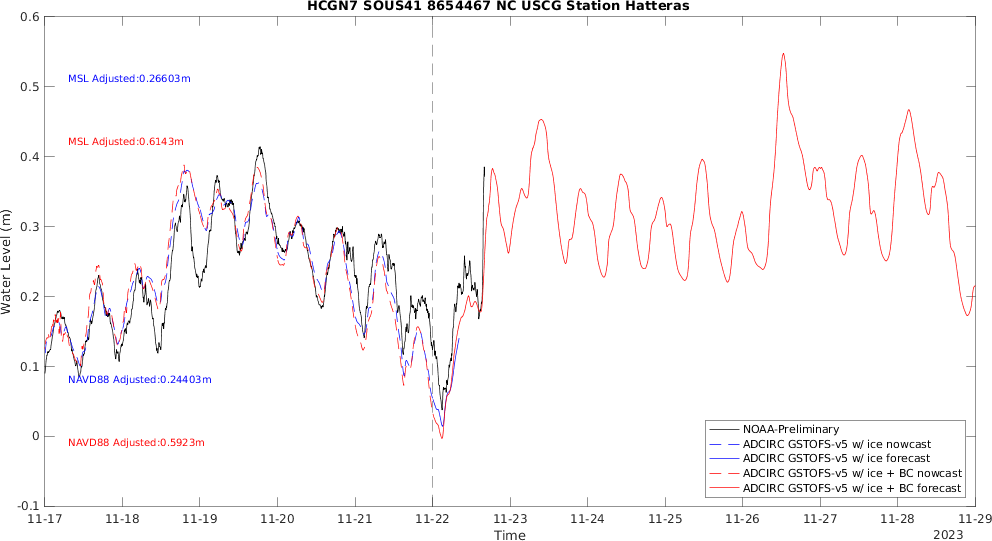 HCGN7 SOUS41 8654467 NC USCG Station Hatteras
0.6
0.5
0.4
0.3
0.2
0.1
0
-0.1
Water Level (m)
MSL Adjusted:0.26603m
MSL Adjusted:0.6143m
NAVD88 Adjusted:0.24403m
NAVD88 Adjusted:0.5923m
NOAA-Preliminary
ADCIRC GSTOFS-v5 w/ ice nowcast
ADCIRC GSTOFS-v5 w/ ice forecast
ADCIRC GSTOFS-v5 w/ ice + BC nowcast
ADCIRC GSTOFS-v5 w/ ice + BC forecast
11-17 11-18 11-19 11-20 11-21 11-22 11-23 11-24 11-25 11-26 11-27 11-28 11-29
Time
2023